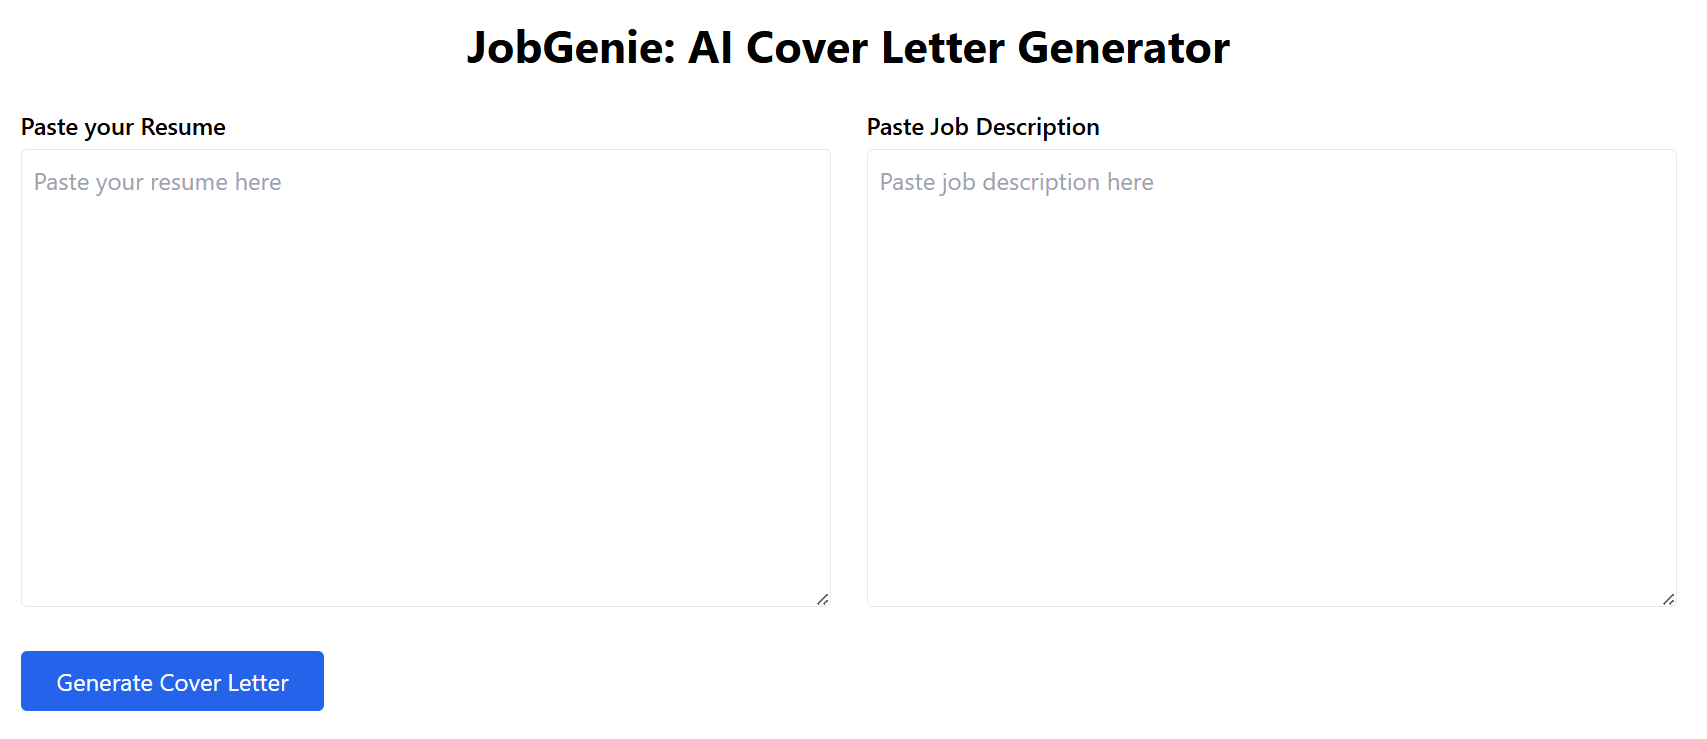 JobGenie: AI Cover Letter Generator
Paste your Resume
Paste your resume here
Paste Job Description
Paste job description here
Generate Cover Letter